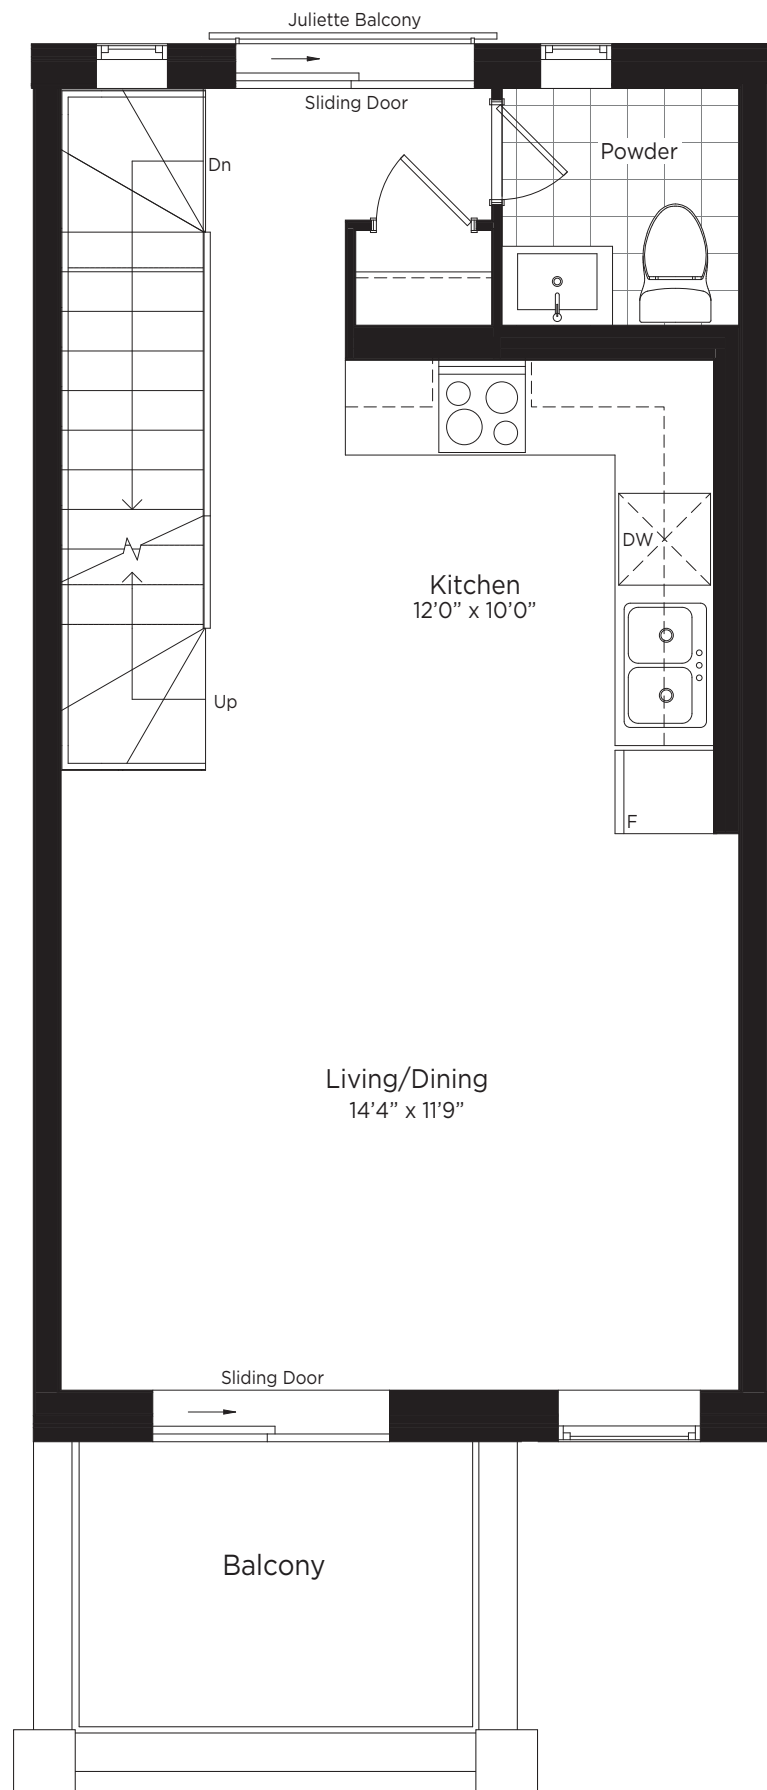 Juliette Balcony
Sliding Door
Powder
Dn
DW
Kitchen
12’0” x 10’0”
Up
F
Living/Dining
14’4” x 11’9”
Sliding Door
Balcony